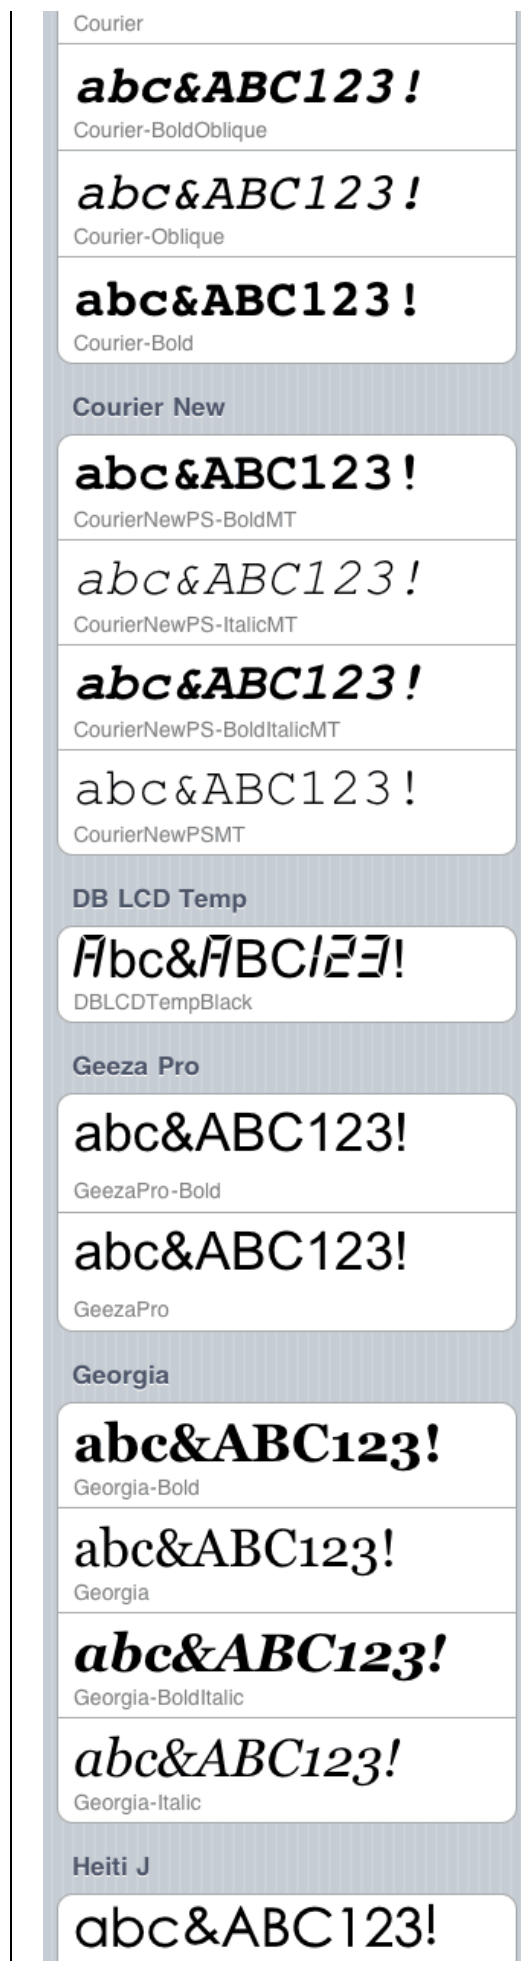 Courier
abc&ABC123!
Courier-BoldOblique
abc&ABC123!
Courier-Oblique
abc&ABC123!
Courier-Bold
Courier New
abc&ABC123!
CourierNewPS-BoldMT
abc&ABC123!
CourierNewPS-ItalicMT
abc&ABC123!
CourierNewPS-BoldItalicMT
abc&ABC123!
CourierNewPSMT
DB LCD Temp
Abc&ABC123!
DBLCDTempBlack
Geeza Pro
abc&ABC123!
GeezaPro-Bold
abc&ABC123!
GeezaPro
Georgia
abc&ABC123!
Georgia-Bold
abc&ABC123!
Georgia
abc&ABC123!
Georgia-BoldItalic
abc&ABC123!
Georgia-Italic
Heiti J
abc&ABC123!